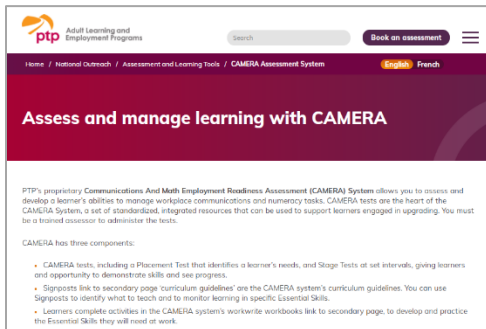 ptp Adult Learning and
Employment Programs
Search
Book an assessment
Home / National Outreach / Assessment and Learning Tools / CAMERA Assessment System
English French
Assess and manage learning with CAMERA
PTP's proprietary Communications And Math Employment Readiness Assessment (CAMERA) System allows you to assess and
develop a learner's abilities to manage workplace communications and numeracy tasks. CAMERA tests are the heart of the
CAMERA System, a set of standardized, integrated resources that can be used to support learners engaged in upgrading. You must
be a trained assessor to administer the tests.
CAMERA has three components:
• CAMERA tests, including a Placement Test that identifies a learner's needs, and Stage Tests at set intervals, giving learners
and opportunity to demonstrate skills and see progress.
• Signposts link to secondary page 'curriculum guidelines' are the CAMERA system's curriculum guidelines. You can use
Signposts to identify what to teach and to monitor learning in specific Essential Skills.
• Learners complete activities in the CAMERA system's workwrite workbooks link to secondary page, to develop and practice
the Essential Skills they will need at work.